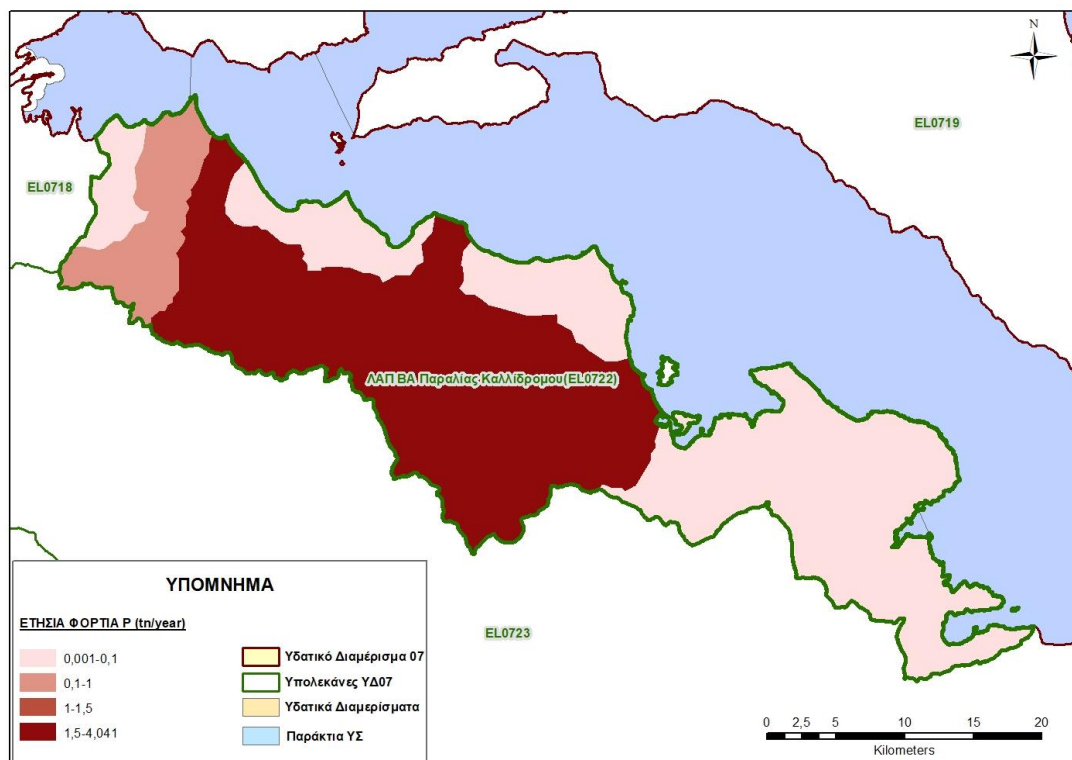 N
EL0719
EL0718
ΛΑΠ ΒΑ Παραλίας Καλλίδρομου(EL0722)
EL0723
ΥΠΟΜΝΗΜΑ
ΕΤΗΣΙΑ ΦΟΡΤΙΑ P (tn/year)
0,001-0,1
0,1-1
1-1,5
1,5-4,041
Υδατικό Διαμέρισμα 07
Υπολεκάνες ΥΔ07
Υδατικά Διαμερίσματα
Παράκτια ΥΣ
0 2,5 5 10 15 20
Kilometers